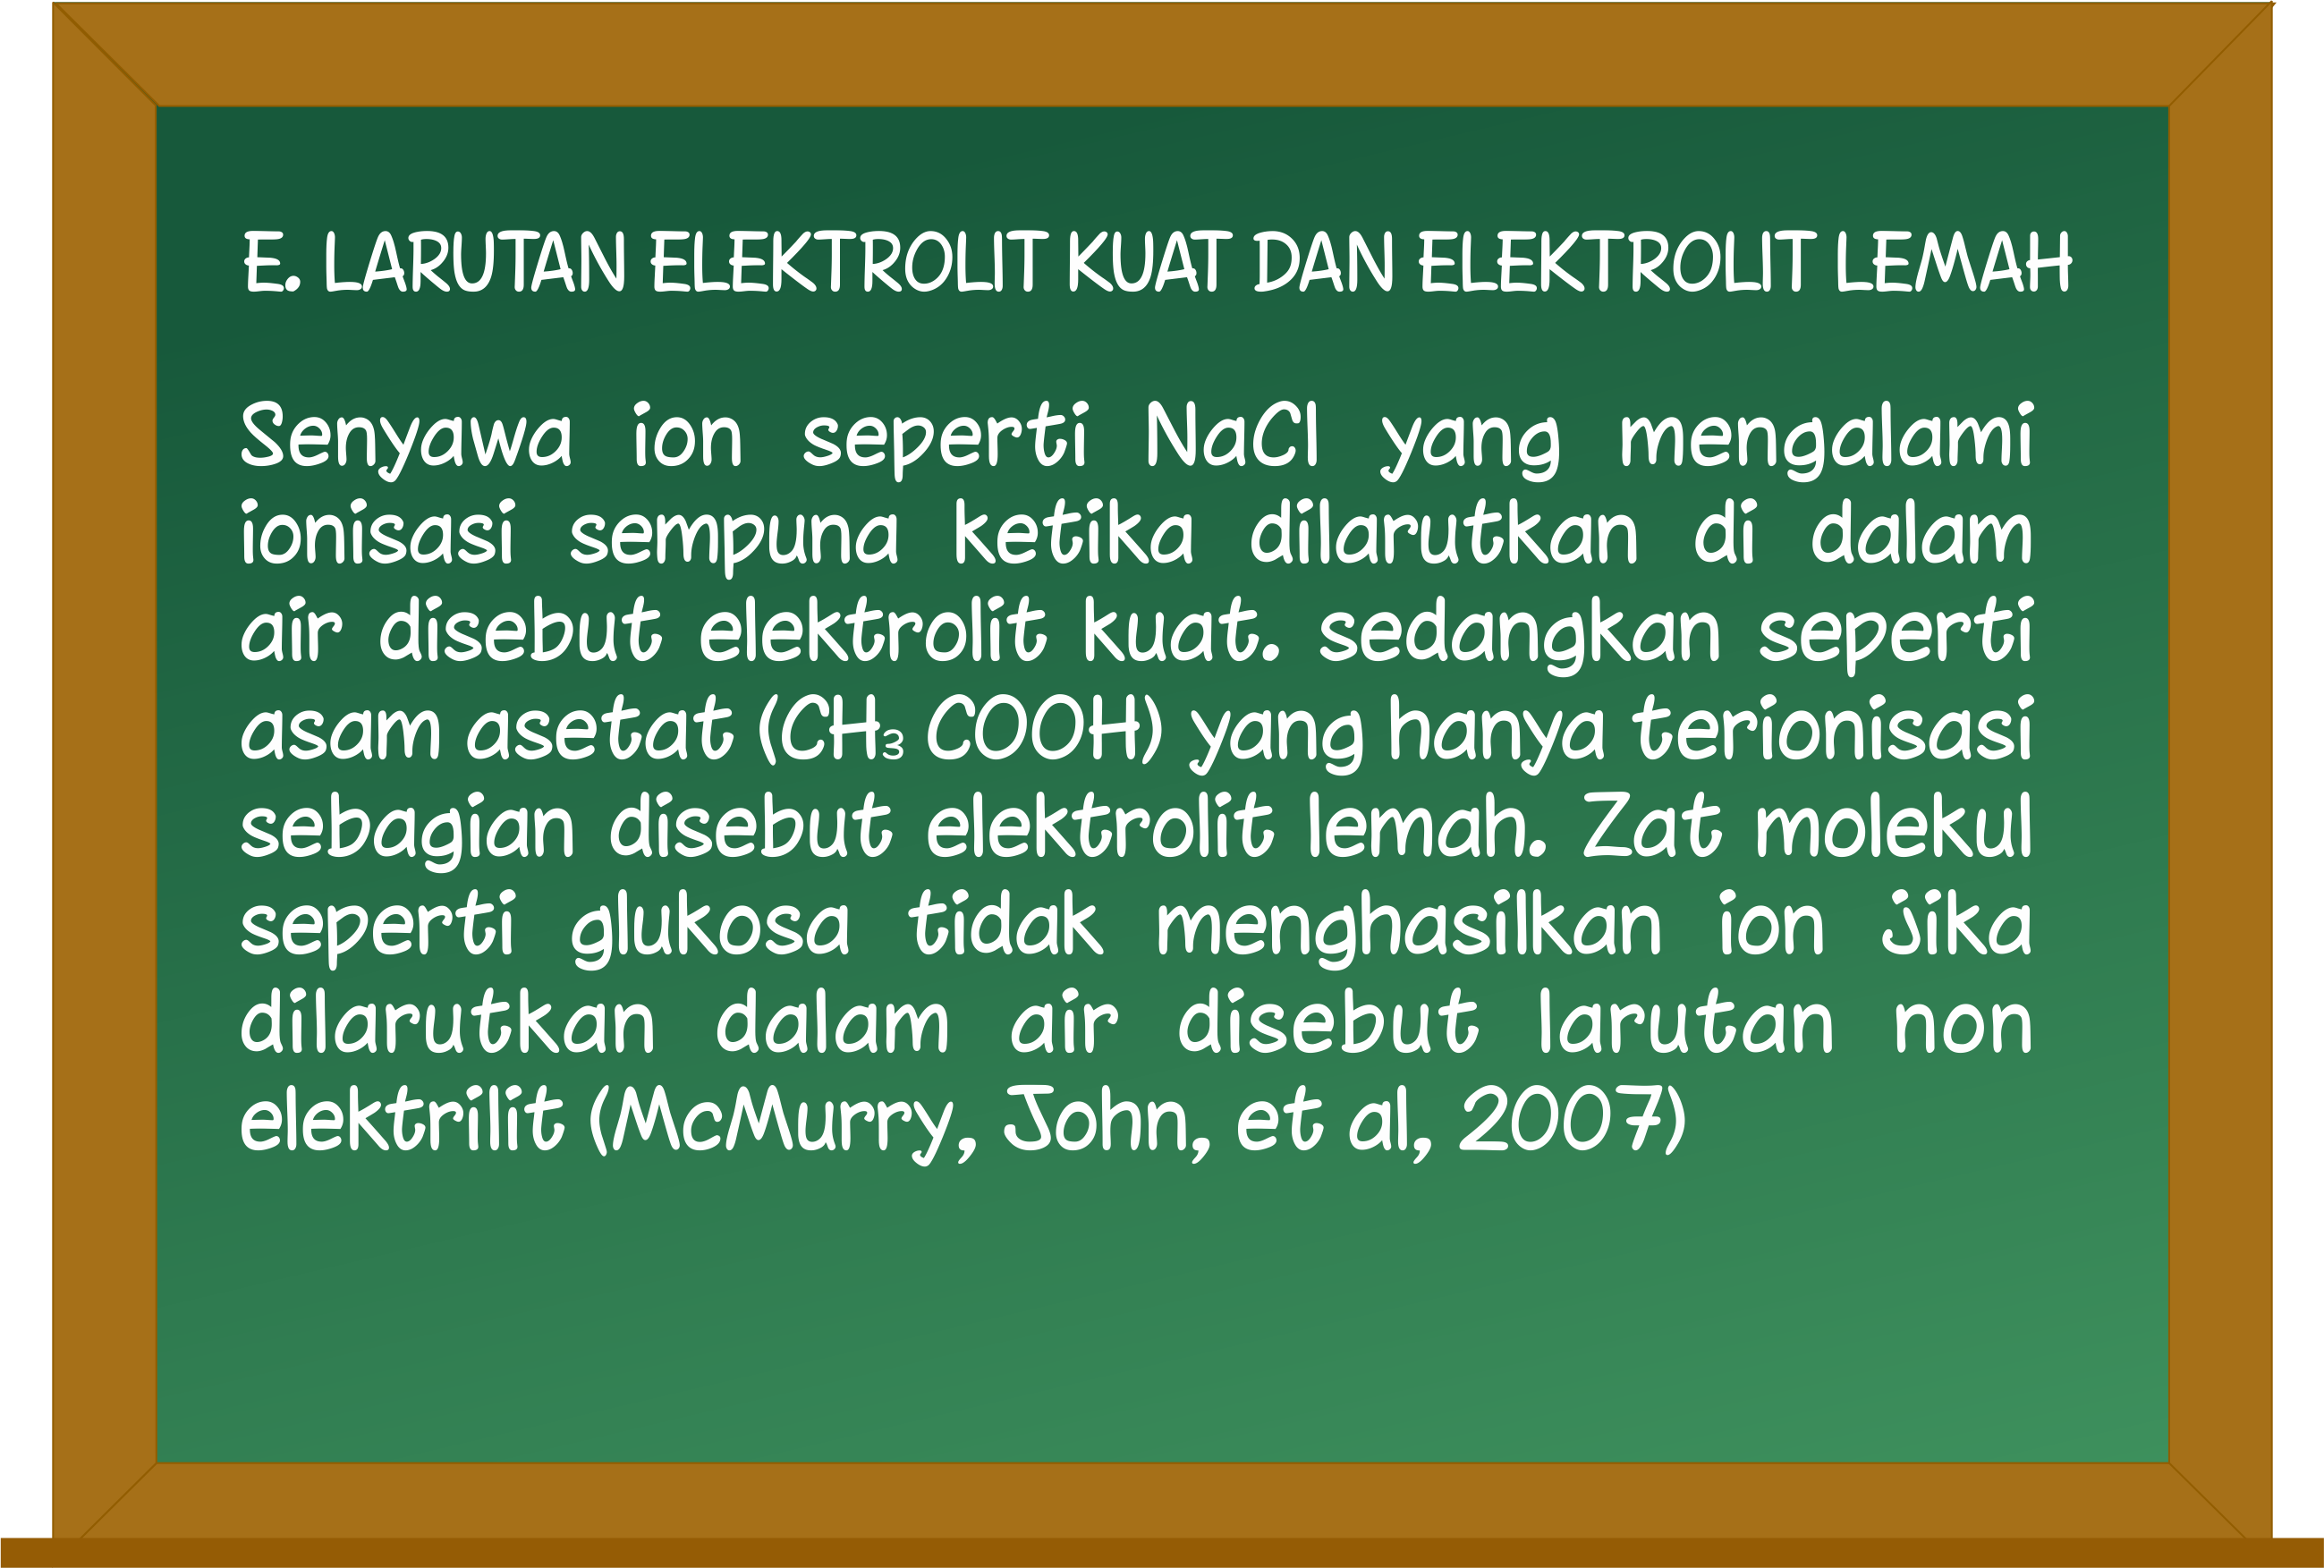 E. LARUTAN ELEKTROLIT KUAT DAN ELEKTROLIT LEMAH
Senyawa ion seperti NaCl yang mengalami
ionisasi sempuna ketika dilarutkan di dalam
air disebut elektrolit kuat. sedangkan seperti
asam asetat (CH₃ COOH) yang hanya terionisasi
sebagian disebut elektrolit lemah. Zat molekul
seperti glukosa tidak menghasilkan ion jika
dilarutkan dalam air disebut larutan non
elektrilit (McMurry, John, et al, 2007)